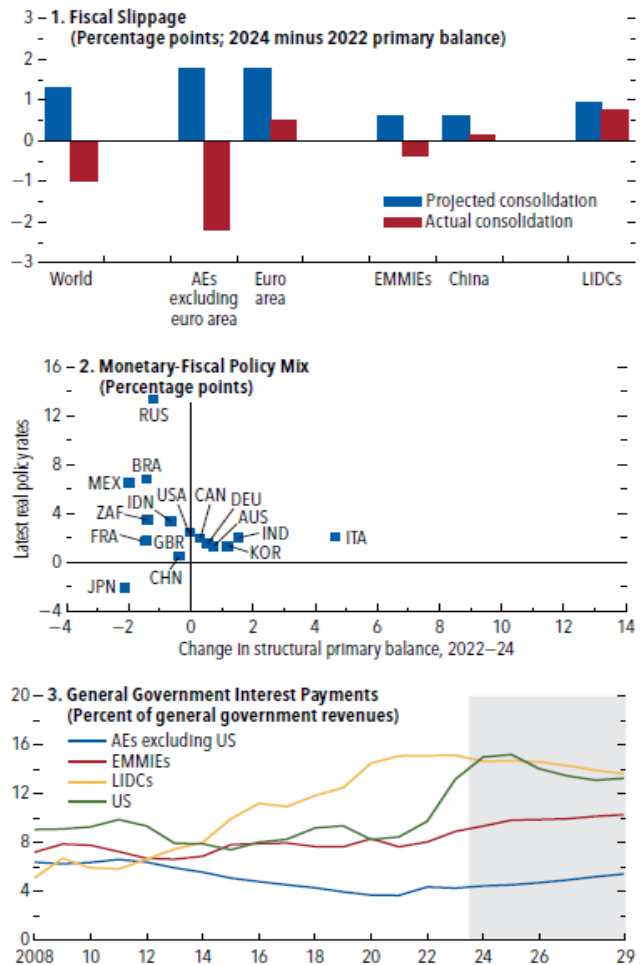 1. Fiscal Slippage
(Percentage points; 2024 minus 2022 primary balance)
3
2
1
0
−1
−2
−3
Projected consolidation
Actual consolidation
World
AEs excluding euro area
Euro area
EMMIEs
China
LIDCs
2. Monetary-Fiscal Policy Mix
(Percentage points)
Latest real policy rates
16
12
8
4
0
−4
RUS
BRA
MEX
IDN
USA
CAN
DEU
ZAF
AUS
FRA
GBR
IND
ITA
KOR
CHN
JPN
−4
−2
0
2
4
6
8
10
12
14
Change in structural primary balance, 2022–24
3. General Government Interest Payments
(Percent of general government revenues)
20
16
12
8
4
0
AEs excluding US
EMMIEs
LIDCs
US
2008
10
12
14
16
18
20
22
24
26
29